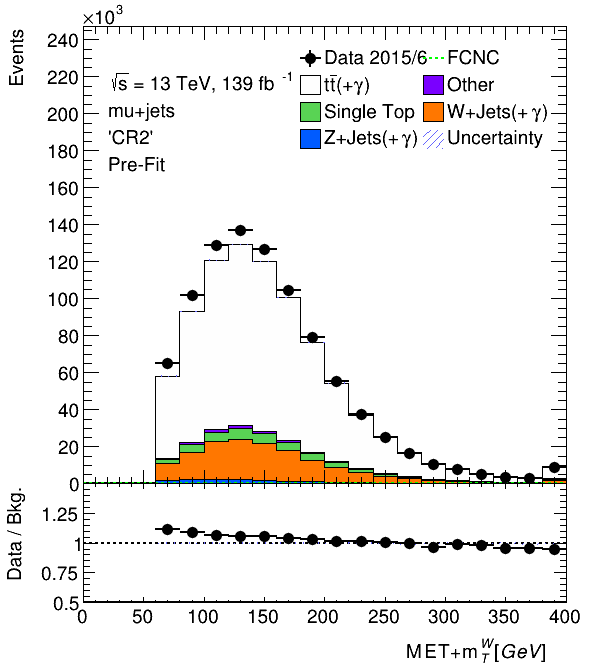 ×10³
Events
240
220
200
180
160
140
120
100
80
60
40
20
0
√s = 13 TeV, 139 fb⁻¹
mu+jets
'CR2'
Pre-Fit
Data 2015/6
FCNC
tt̄(+γ)
Other
Single Top
W+Jets(+γ)
Z+Jets(+γ)
Uncertainty
Data / Bkg.
1.25
1
0.75
0.5
0 50 100 150 200 250 300 350 400
MET+m_T^W [GeV]